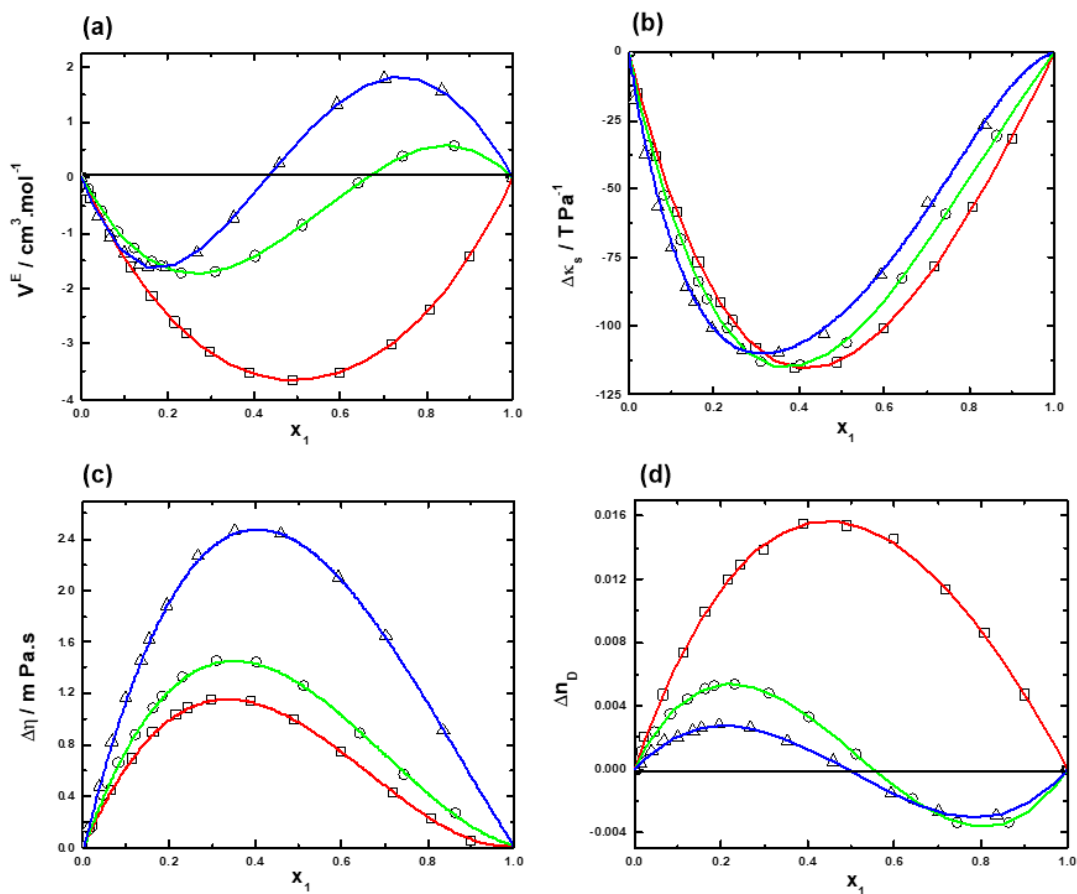 (a)
2
1
0
-1
-2
-3
-4
V^E / cm³.mol⁻¹
0.0 0.2 0.4 0.6 0.8 1.0
x₁
(b)
0
-25
-50
-75
-100
-125
Δκₛ / T Pa⁻¹
0.0 0.2 0.4 0.6 0.8 1.0
x₁
(c)
2.4
2.0
1.6
1.2
0.8
0.4
0.0
Δη / m Pa.s
0.0 0.2 0.4 0.6 0.8 1.0
x₁
(d)
0.016
0.012
0.008
0.004
0.000
-0.004
Δn_D
0.0 0.2 0.4 0.6 0.8 1.0
x₁